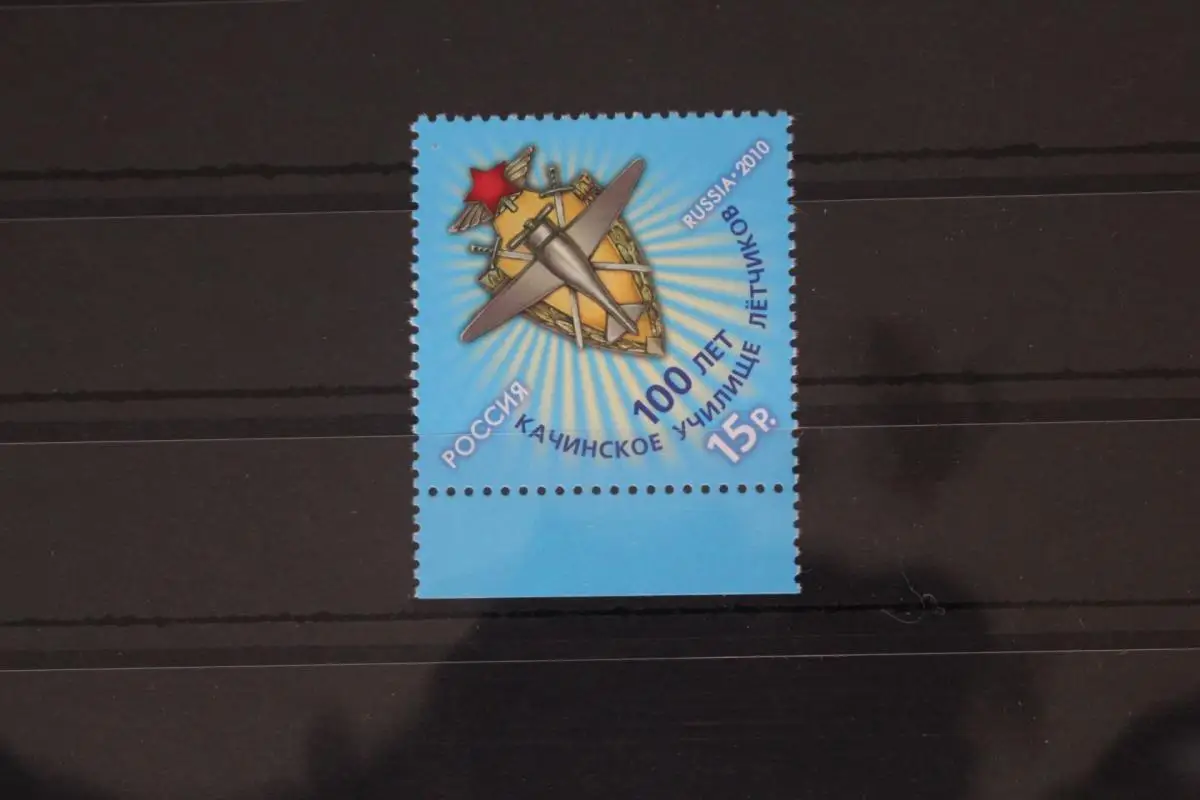 RUSSIA · 2010
100 ЛЕТ
КАЧИНСКОЕ УЧИЛИЩЕ ЛЁТЧИКОВ
РОССИЯ
15Р.